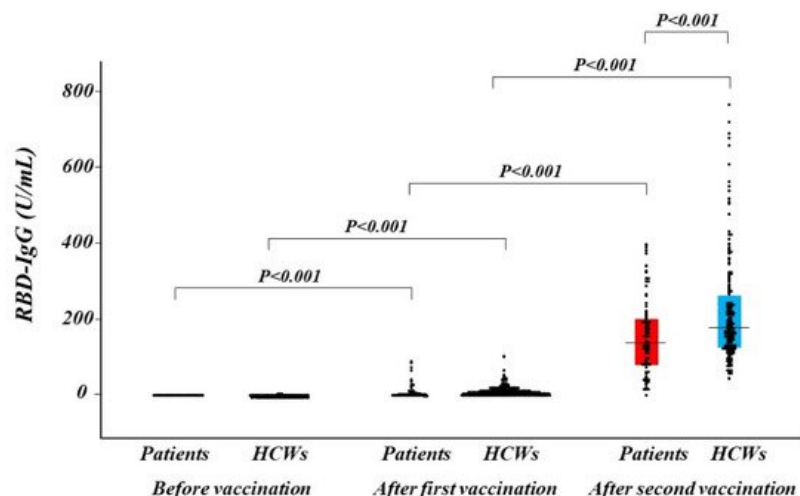 P<0.001
P<0.001
P<0.001
P<0.001
P<0.001
RBD-IgG (U/mL)
800
600
400
200
0
Patients HCWs Patients HCWs Patients HCWs
Before vaccination After first vaccination After second vaccination